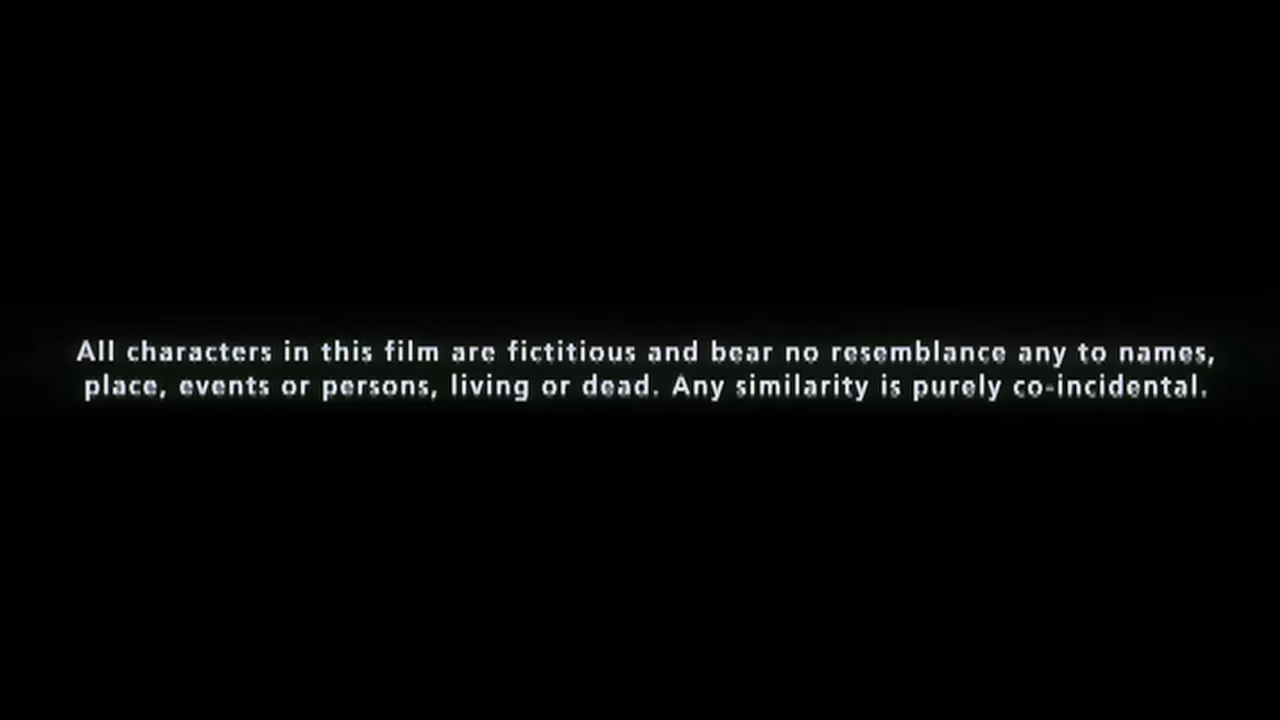 All characters in this film are fictitious and bear no resemblance any to names,
place, events or persons, living or dead. Any similarity is purely co-incidental.